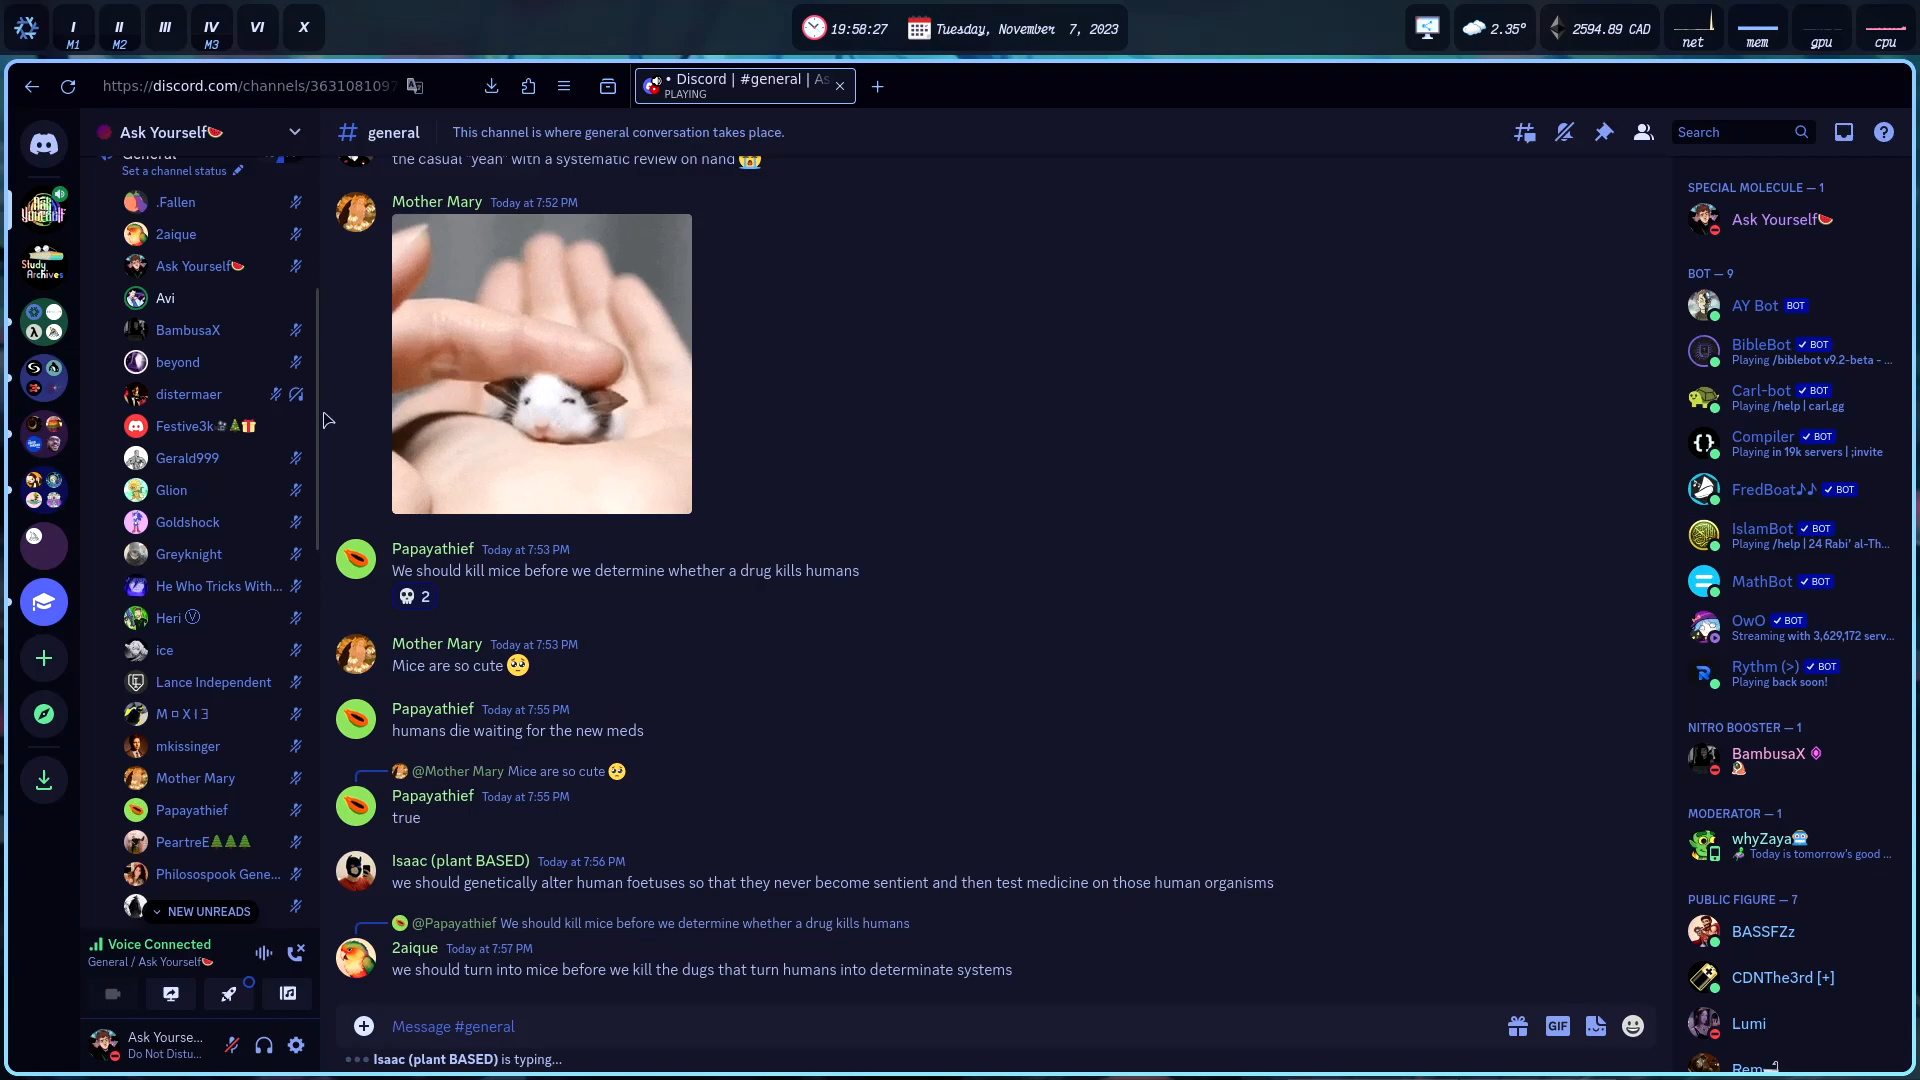 I II III IV VI X
M1 M2 M3
19:58:27 Tuesday, November 7, 2023
2.35° 2594.89 CAD net mem gpu cpu
https://discord.com/channels/3631081097
• Discord | #general | As
PLAYING
Ask Yourself🍉
General
Set a channel status
.Fallen
2aique
Ask Yourself🍉
Avi
BambusaX
beyond
distermaer
Festive3k🎄🎁
Gerald999
Glion
Goldshock
Greyknight
He Who Tricks With...
Heri Ⓥ
ice
Lance Independent
M ¤ X I Ǝ
mkissinger
Mother Mary
Papayathief
PeartrE🌲🌲🌲
Philosospook Gene...
NEW UNREADS
Voice Connected
General / Ask Yourself🍉
Ask Yourse...
Do Not Distu...
Ask Yourself
Study Archives
# general This channel is where general conversation takes place.
Search
the casual "yeah" with a systematic review on hand 😭
Mother Mary Today at 7:52 PM
Papayathief Today at 7:53 PM
We should kill mice before we determine whether a drug kills humans
💀 2
Mother Mary Today at 7:53 PM
Mice are so cute 🥺
Papayathief Today at 7:55 PM
humans die waiting for the new meds
@Mother Mary Mice are so cute 🥺
Papayathief Today at 7:55 PM
true
Isaac (plant BASED) Today at 7:56 PM
we should genetically alter human foetuses so that they never become sentient and then test medicine on those human organisms
@Papayathief We should kill mice before we determine whether a drug kills humans
2aique Today at 7:57 PM
we should turn into mice before we kill the dugs that turn humans into determinate systems
Message #general
GIF
Isaac (plant BASED) is typing...
SPECIAL MOLECULE — 1
Ask Yourself🍉
BOT — 9
AY Bot BOT
BibleBot ✓ BOT
Playing /biblebot v9.2-beta - ...
Carl-bot ✓ BOT
Playing /help | carl.gg
Compiler ✓ BOT
Playing in 19k servers | ;invite
FredBoat♪♪ ✓ BOT
IslamBot ✓ BOT
Playing /help | 24 Rabi' al-Th...
MathBot ✓ BOT
OwO ✓ BOT
Streaming with 3,629,172 serv...
Rythm (>) ✓ BOT
Playing back soon!
NITRO BOOSTER — 1
BambusaX
MODERATOR — 1
whyZaya
Today is tomorrow's good ...
PUBLIC FIGURE — 7
BASSFZz
CDNThe3rd [+]
Lumi
Rem